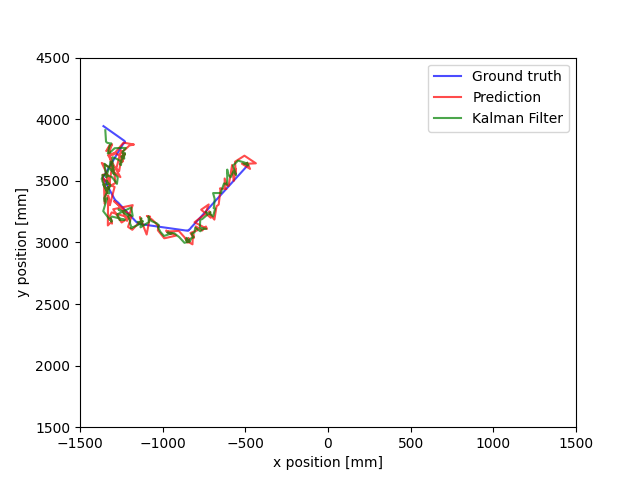 4500
4000
3500
3000
2500
2000
1500
y position [mm]
Ground truth
Prediction
Kalman Filter
−1500
−1000
−500
0
500
1000
1500
x position [mm]